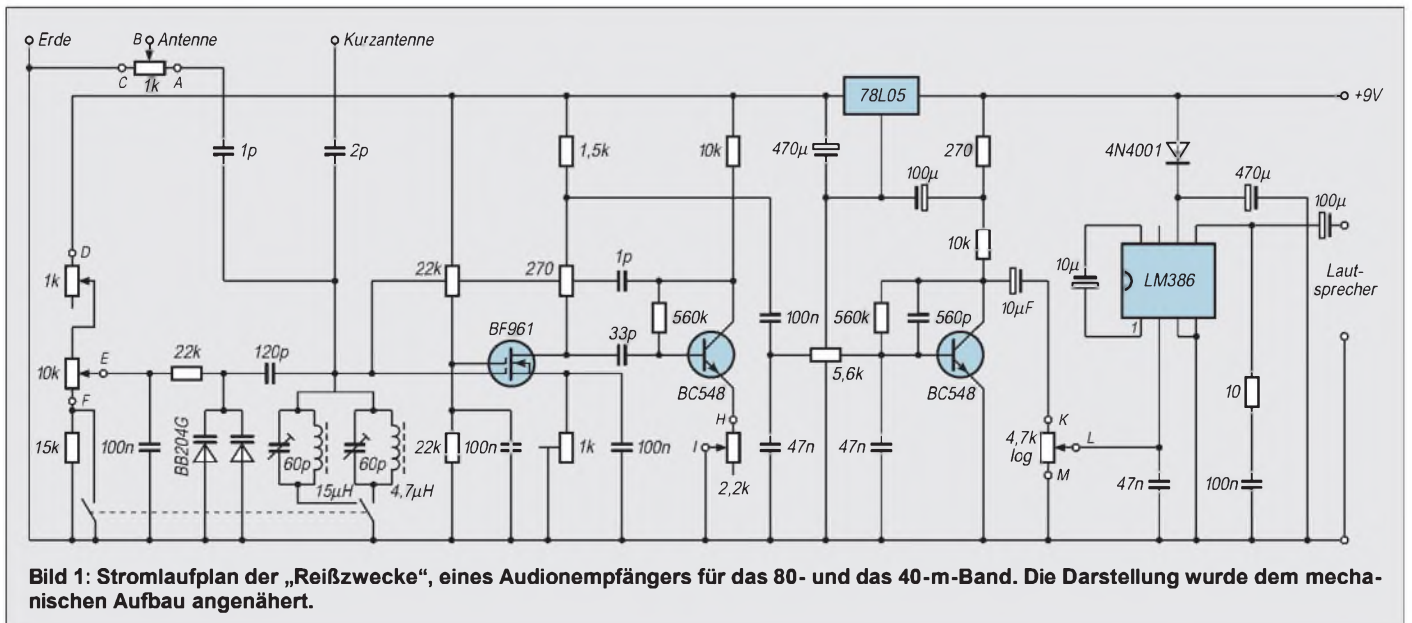 Erde
B Antenne
Kurzantenne
C
1k
A
78L05
+9V
1p
2p
1,5k
10k
470µ
100µ
270
4N4001
470µ
100µ
D
1k
22k
270
1p
10k
10µ
LM386
1
Laut-
sprecher
BF961
560k
100n
560k
560p
10µF
33p
10k
E
22k
120p
5,6k
F
BC548
BC548
10
H
K
15k
100n
BB204G
60p
60p
22k
100n
1k
100n
I
47n
47n
4,7k
log
L
M
15µH
4,7µH
2,2k
47n
100n
Bild 1: Stromlaufplan der „Reißzwecke“, eines Audionempfängers für das 80- und das 40-m-Band. Die Darstellung wurde dem mecha-
nischen Aufbau angenähert.